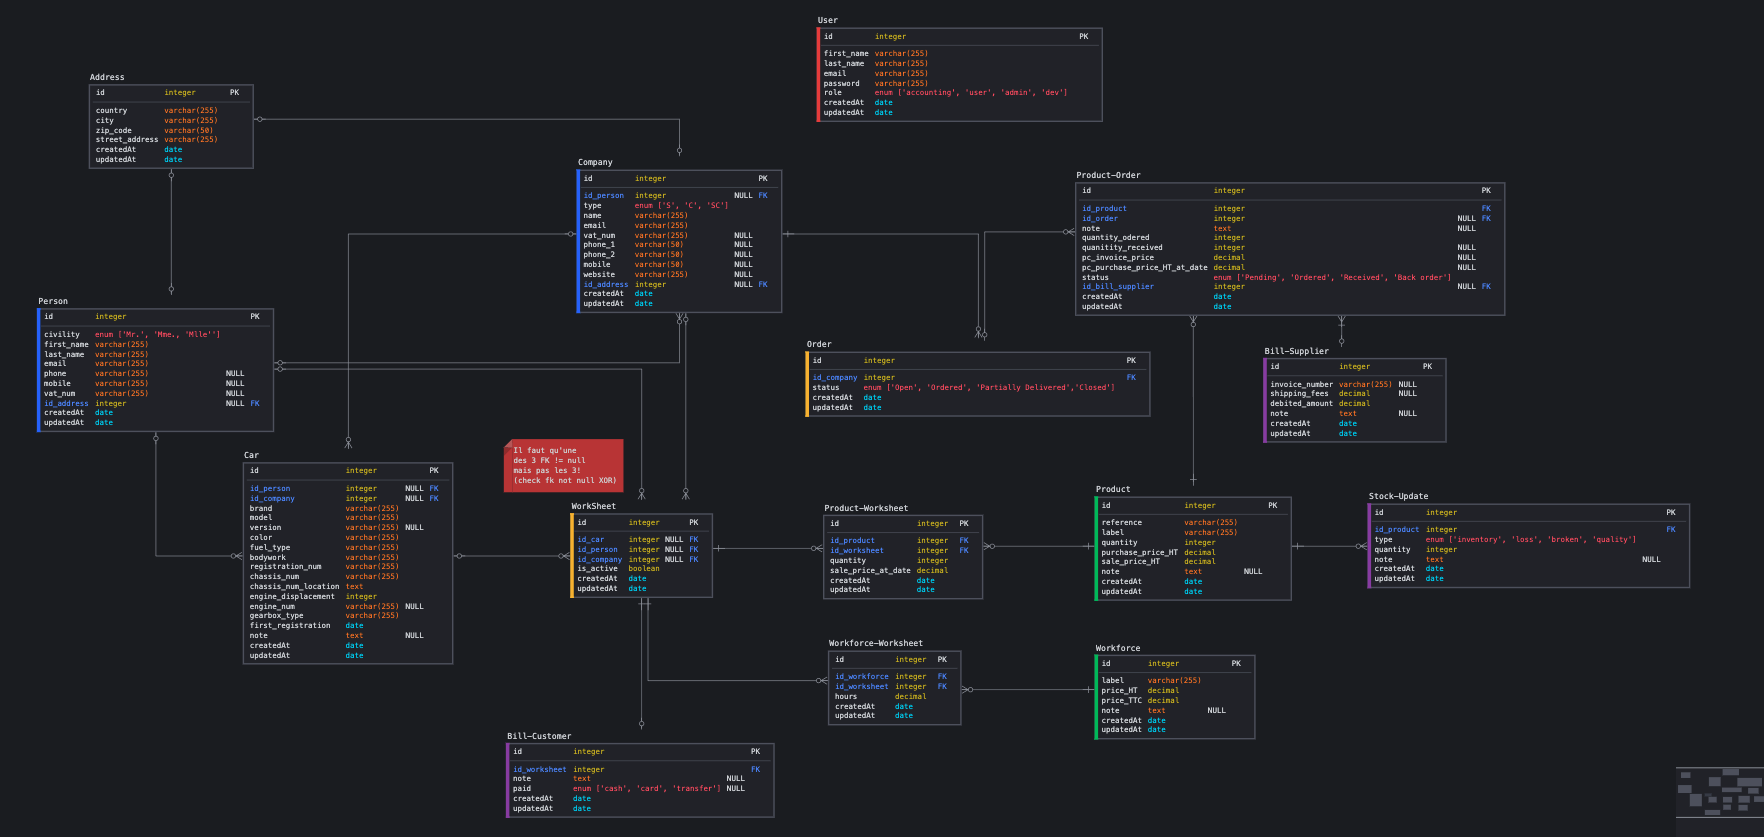 User
id integer PK
first_name varchar(255)
last_name varchar(255)
email varchar(255)
password varchar(255)
role enum ['accounting', 'user', 'admin', 'dev']
createdAt date
updatedAt date
Address
id integer PK
country varchar(255)
city varchar(255)
zip_code varchar(50)
street_address varchar(255)
createdAt date
updatedAt date
Company
id integer PK
id_person integer NULL FK
type enum ['S', 'C', 'SC']
name varchar(255)
email varchar(255)
vat_num varchar(255) NULL
phone_1 varchar(50) NULL
phone_2 varchar(50) NULL
mobile varchar(50) NULL
website varchar(255) NULL
id_address integer NULL FK
createdAt date
updatedAt date
Product-Order
id integer PK
id_product integer FK
id_order integer NULL FK
note text NULL
quantity_odered integer
quanitity_received integer NULL
pc_invoice_price decimal NULL
pc_purchase_price_HT_at_date decimal NULL
status enum ['Pending', 'Ordered', 'Received', 'Back order']
id_bill_supplier integer NULL FK
createdAt date
updatedAt date
Person
id integer PK
civility enum ['Mr.', 'Mme., 'Mlle'']
first_name varchar(255)
last_name varchar(255)
email varchar(255)
phone varchar(255) NULL
mobile varchar(255) NULL
vat_num varchar(255) NULL
id_address integer NULL FK
createdAt date
updatedAt date
Order
id integer PK
id_company integer FK
status enum ['Open', 'Ordered', 'Partially Delivered','Closed']
createdAt date
updatedAt date
Bill-Supplier
id integer PK
invoice_number varchar(255) NULL
shipping_fees decimal NULL
debited_amount decimal
note text NULL
createdAt date
updatedAt date
Car
id integer PK
id_person integer NULL FK
id_company integer NULL FK
brand varchar(255)
model varchar(255)
version varchar(255) NULL
color varchar(255)
fuel_type varchar(255)
bodywork varchar(255)
registration_num varchar(255)
chassis_num varchar(255)
chassis_num_location text
engine_displacement integer
engine_num varchar(255) NULL
gearbox_type varchar(255)
first_registration date
note text NULL
createdAt date
updatedAt date
Il faut qu'une
des 3 FK != null
mais pas les 3!
(check fk not null XOR)
WorkSheet
id integer PK
id_car integer NULL FK
id_person integer NULL FK
id_company integer NULL FK
is_active boolean
createdAt date
updatedAt date
Product-Worksheet
id integer PK
id_product integer FK
id_worksheet integer FK
quantity integer
sale_price_at_date decimal
createdAt date
updatedAt date
Product
id integer PK
reference varchar(255)
label varchar(255)
quantity integer
purchase_price_HT decimal
sale_price_HT decimal
note text NULL
createdAt date
updatedAt date
Stock-Update
id integer PK
id_product integer FK
type enum ['inventory', 'loss', 'broken', 'quality']
quantity integer
note text NULL
createdAt date
updatedAt date
Workforce-Worksheet
id integer PK
id_workforce integer FK
id_worksheet integer FK
hours decimal
createdAt date
updatedAt date
Workforce
id integer PK
label varchar(255)
price_HT decimal
price_TTC decimal
note text NULL
createdAt date
updatedAt date
Bill-Customer
id integer PK
id_worksheet integer FK
note text NULL
paid enum ['cash', 'card', 'transfer'] NULL
createdAt date
updatedAt date